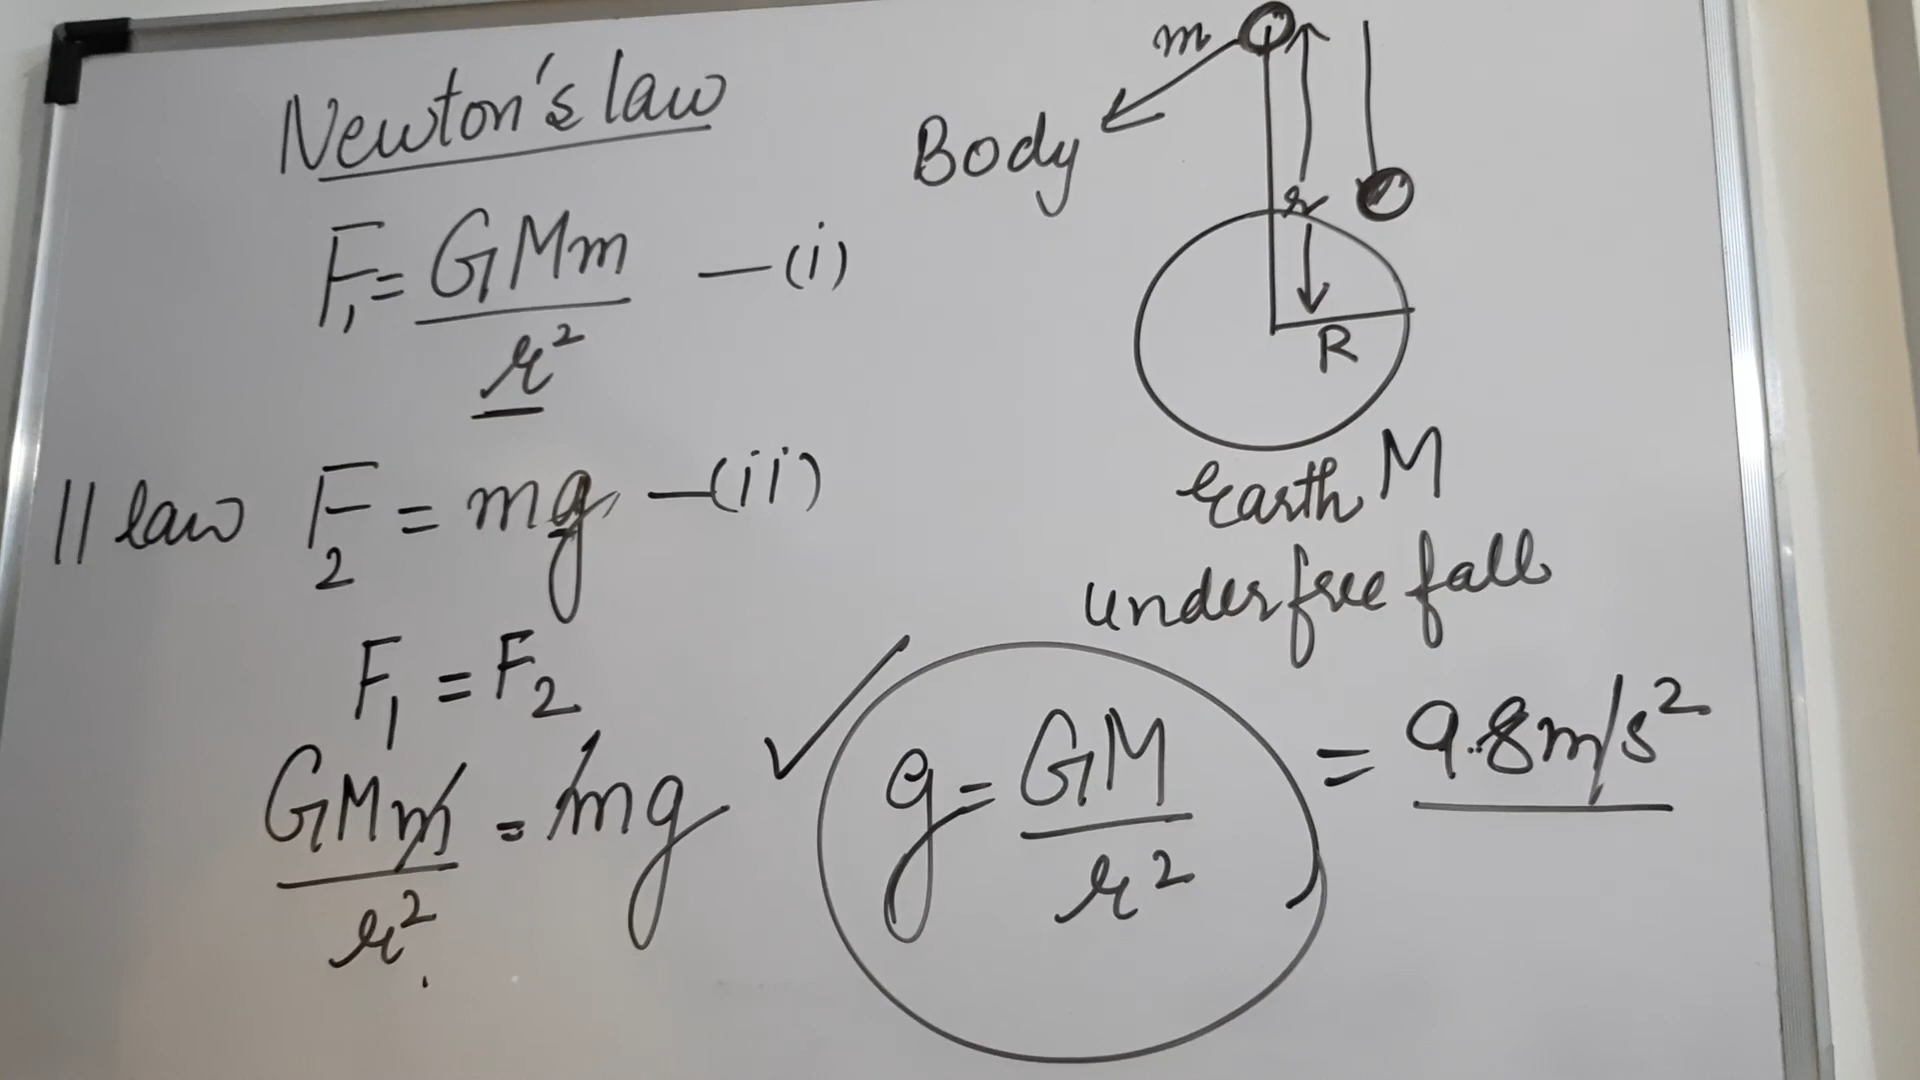 Newton's law
F₁ = GMm / r² —(i)
II law F₂ = mg —(ii)
F₁ = F₂
GMm / r² = mg
m
Body
r
R
Earth M
under free fall
g = GM / r² = 9.8 m/s²